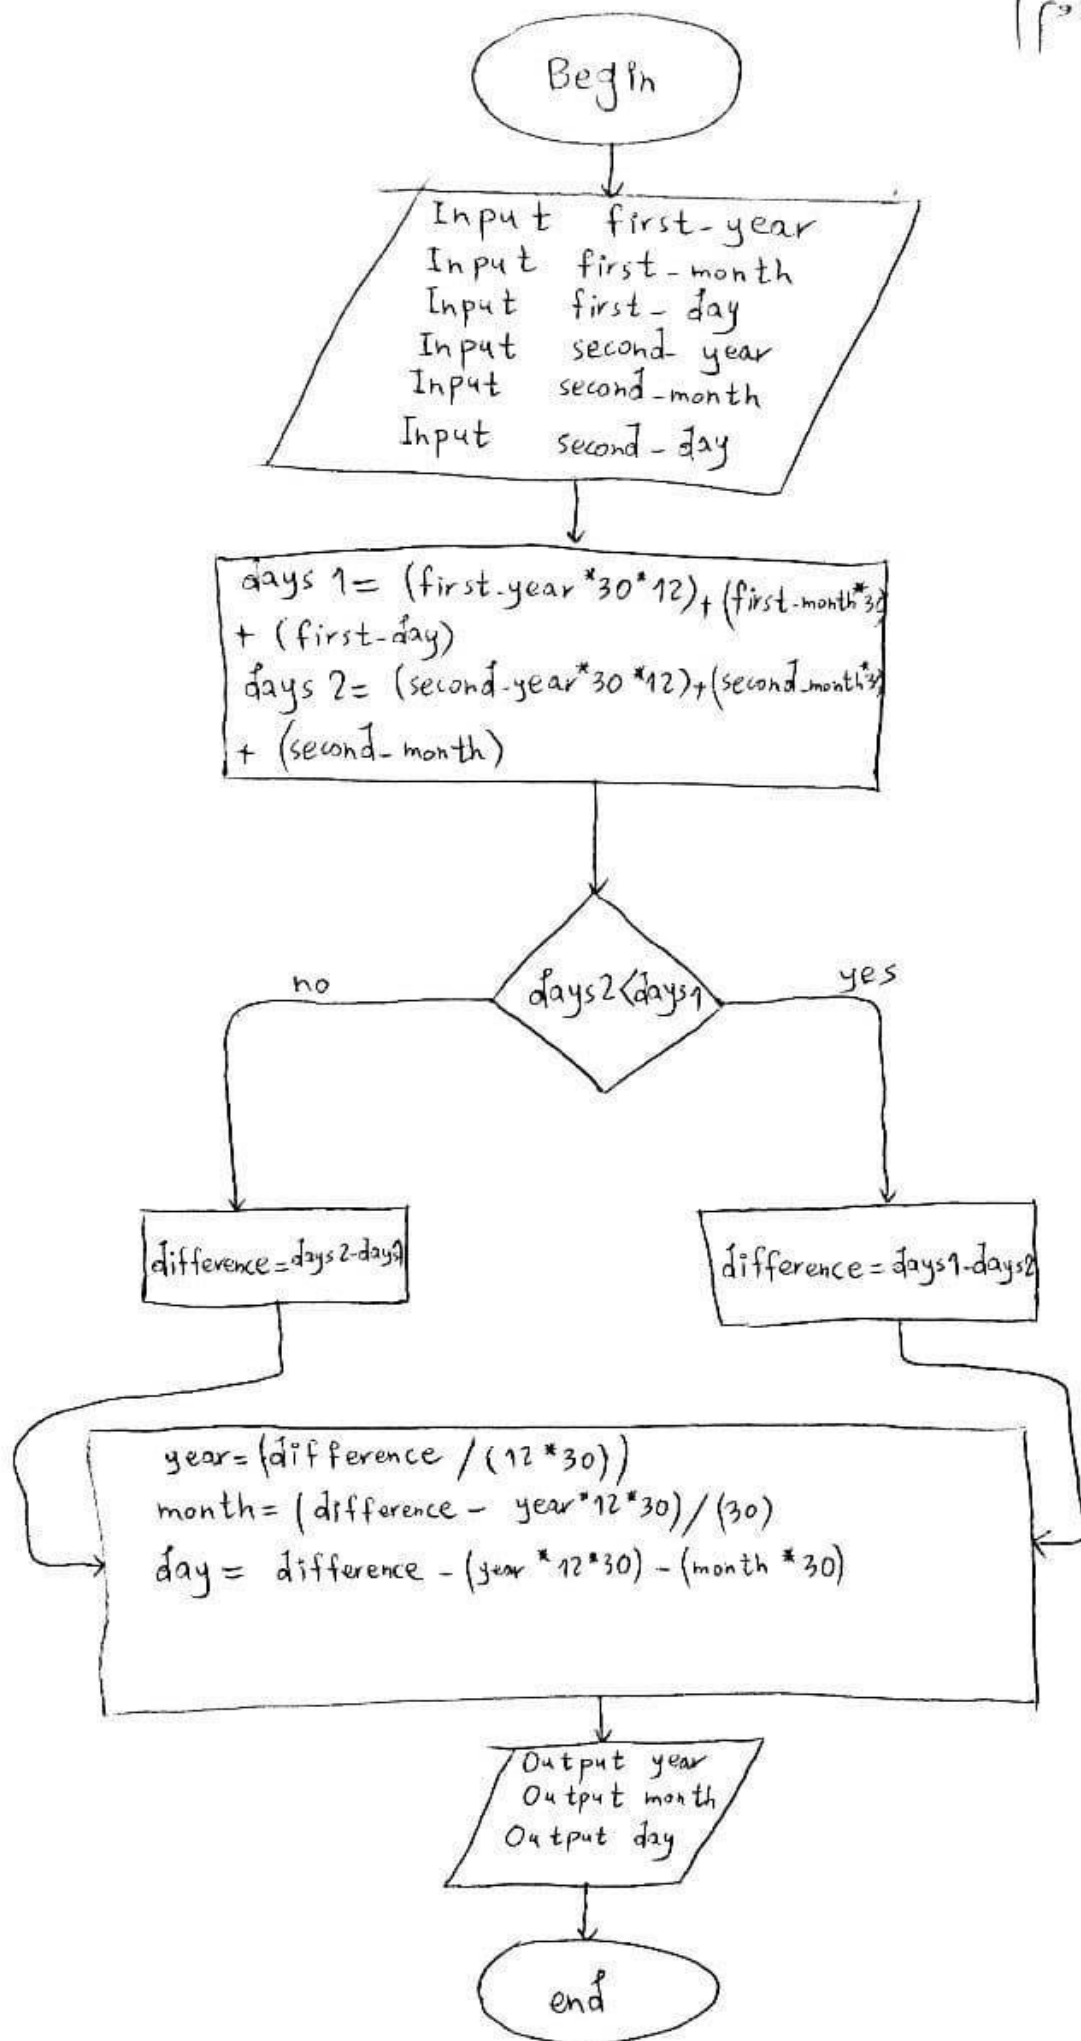 Begin
Input first-year
Input first-month
Input first-day
Input second-year
Input second-month
Input second-day
days 1= (first-year*30*12)+(first-month*30)
+ (first-day)
days 2= (second-year*30*12)+(second-month*30)
+ (second-month)
days2<days1
no
yes
difference=days2-days1
difference=days1-days2
year=(difference/(12*30))
month=(difference- year*12*30)/(30)
day= difference-(year*12*30)-(month*30)
Output year
Output month
Output day
end